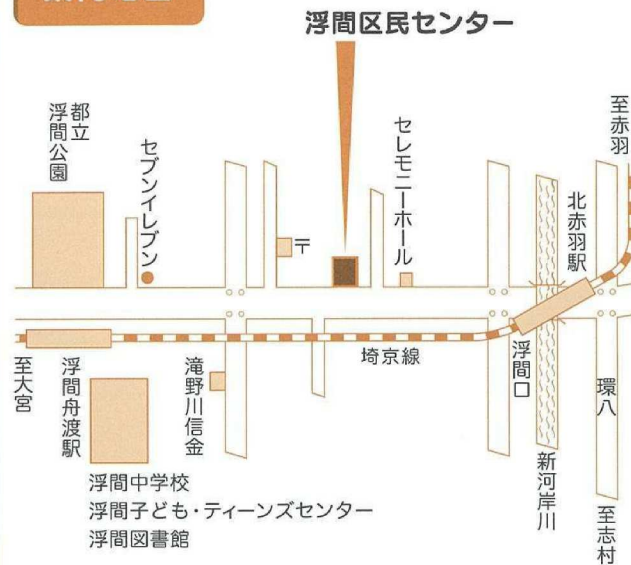 浮間区民センター
都立
浮間公園
セブンイレブン
〒
セレモニーホール
至赤羽
北赤羽駅
埼京線
浮間口
至大宮
浮間舟渡駅
滝野川信金
環八
新河岸川
至志村
浮間中学校
浮間子ども・ティーンズセンター
浮間図書館